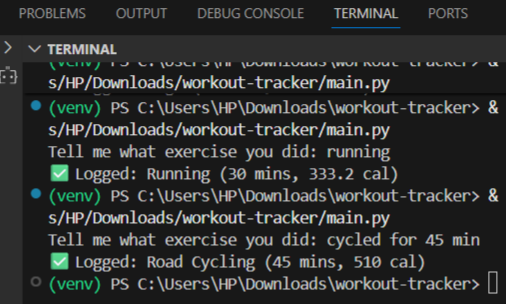 PROBLEMS OUTPUT DEBUG CONSOLE TERMINAL PORTS
TERMINAL
(venv) PS C:\Users\HP\Downloads\workout-tracker> &
s/HP/Downloads/workout-tracker/main.py
(venv) PS C:\Users\HP\Downloads\workout-tracker> &
s/HP/Downloads/workout-tracker/main.py
Tell me what exercise you did: running
✅ Logged: Running (30 mins, 333.2 cal)
(venv) PS C:\Users\HP\Downloads\workout-tracker> &
s/HP/Downloads/workout-tracker/main.py
Tell me what exercise you did: cycled for 45 min
✅ Logged: Road Cycling (45 mins, 510 cal)
(venv) PS C:\Users\HP\Downloads\workout-tracker>